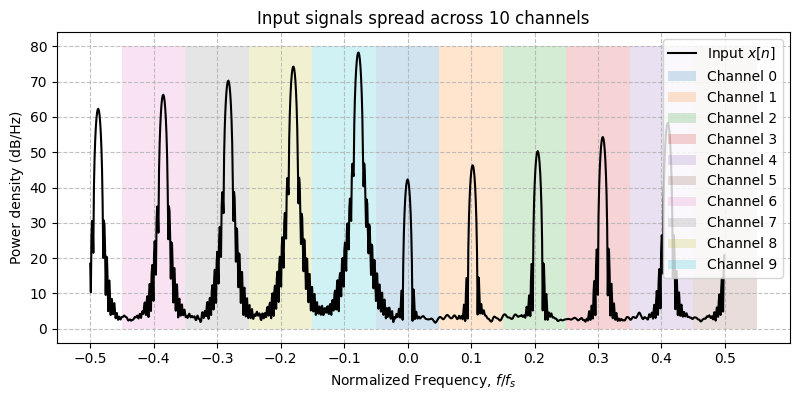 Input signals spread across 10 channels
Power density (dB/Hz)
80
70
60
50
40
30
20
10
0
Input x[n]
Channel 0
Channel 1
Channel 2
Channel 3
Channel 4
Channel 5
Channel 6
Channel 7
Channel 8
Channel 9
−0.5 −0.4 −0.3 −0.2 −0.1 0.0 0.1 0.2 0.3 0.4 0.5
Normalized Frequency, f/fₛ